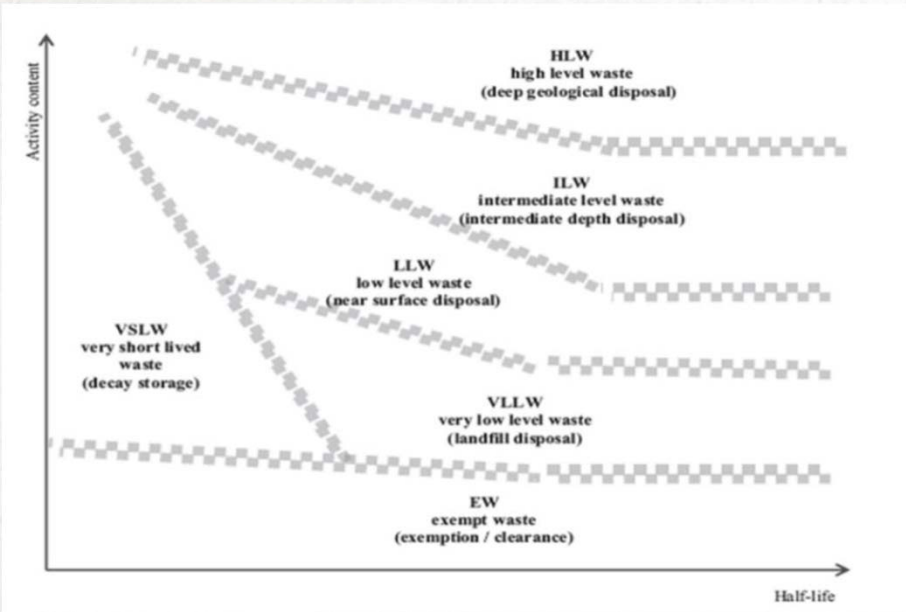 Activity content
HLW
high level waste
(deep geological disposal)
ILW
intermediate level waste
(intermediate depth disposal)
LLW
low level waste
(near surface disposal)
VSLW
very short lived
waste
(decay storage)
VLLW
very low level waste
(landfill disposal)
EW
exempt waste
(exemption / clearance)
Half-life